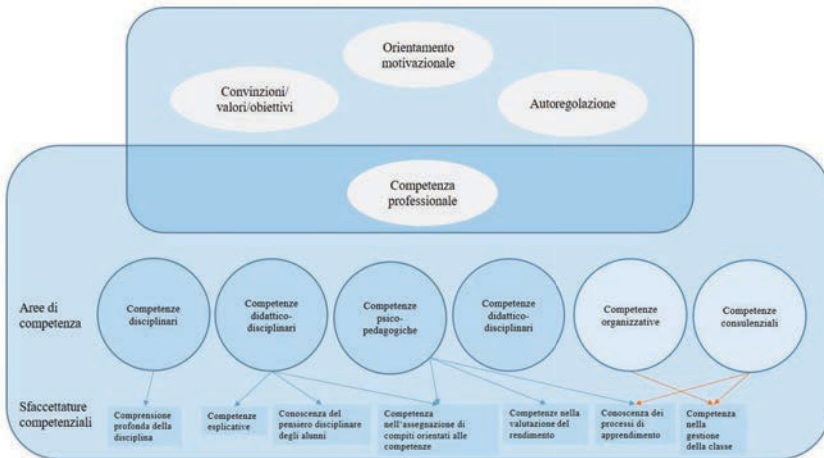 Orientamento
motivazionale
Convinzioni/
valori/obiettivi
Autoregolazione
Competenza
professionale
Aree di
competenza
Competenze
disciplinari
Competenze
didattico-
disciplinari
Competenze
psico-
pedagogiche
Competenze
didattico-
disciplinari
Competenze
organizzative
Competenze
consulenziali
Sfaccettature
competenziali
Comprensione
profonda della
disciplina
Competenze
esplicative
Conoscenza del
pensiero disciplinare
degli alunni
Competenza
nell'assegnazione di
compiti orientati alle
competenze
Competenze nella
valutazione del
rendimento
Conoscenza dei
processi di
apprendimento
Competenza
nella
gestione della classe